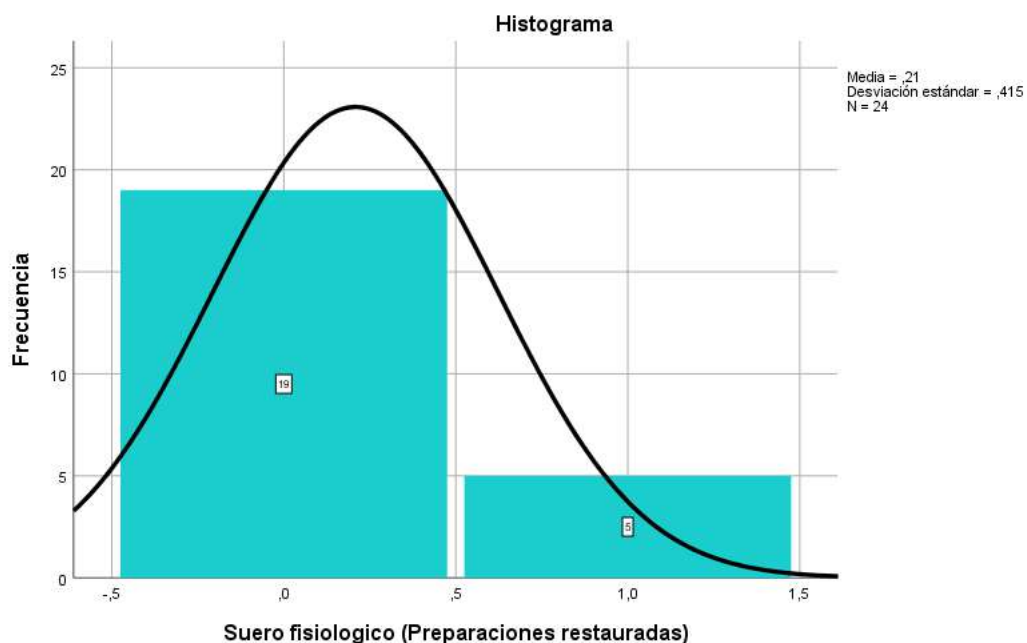 Histograma
Media = ,21
Desviación estándar = ,415
N = 24
Frecuencia
25
20
15
10
5
0
19
5
-,5
,0
,5
1,0
1,5
Suero fisiologico (Preparaciones restauradas)